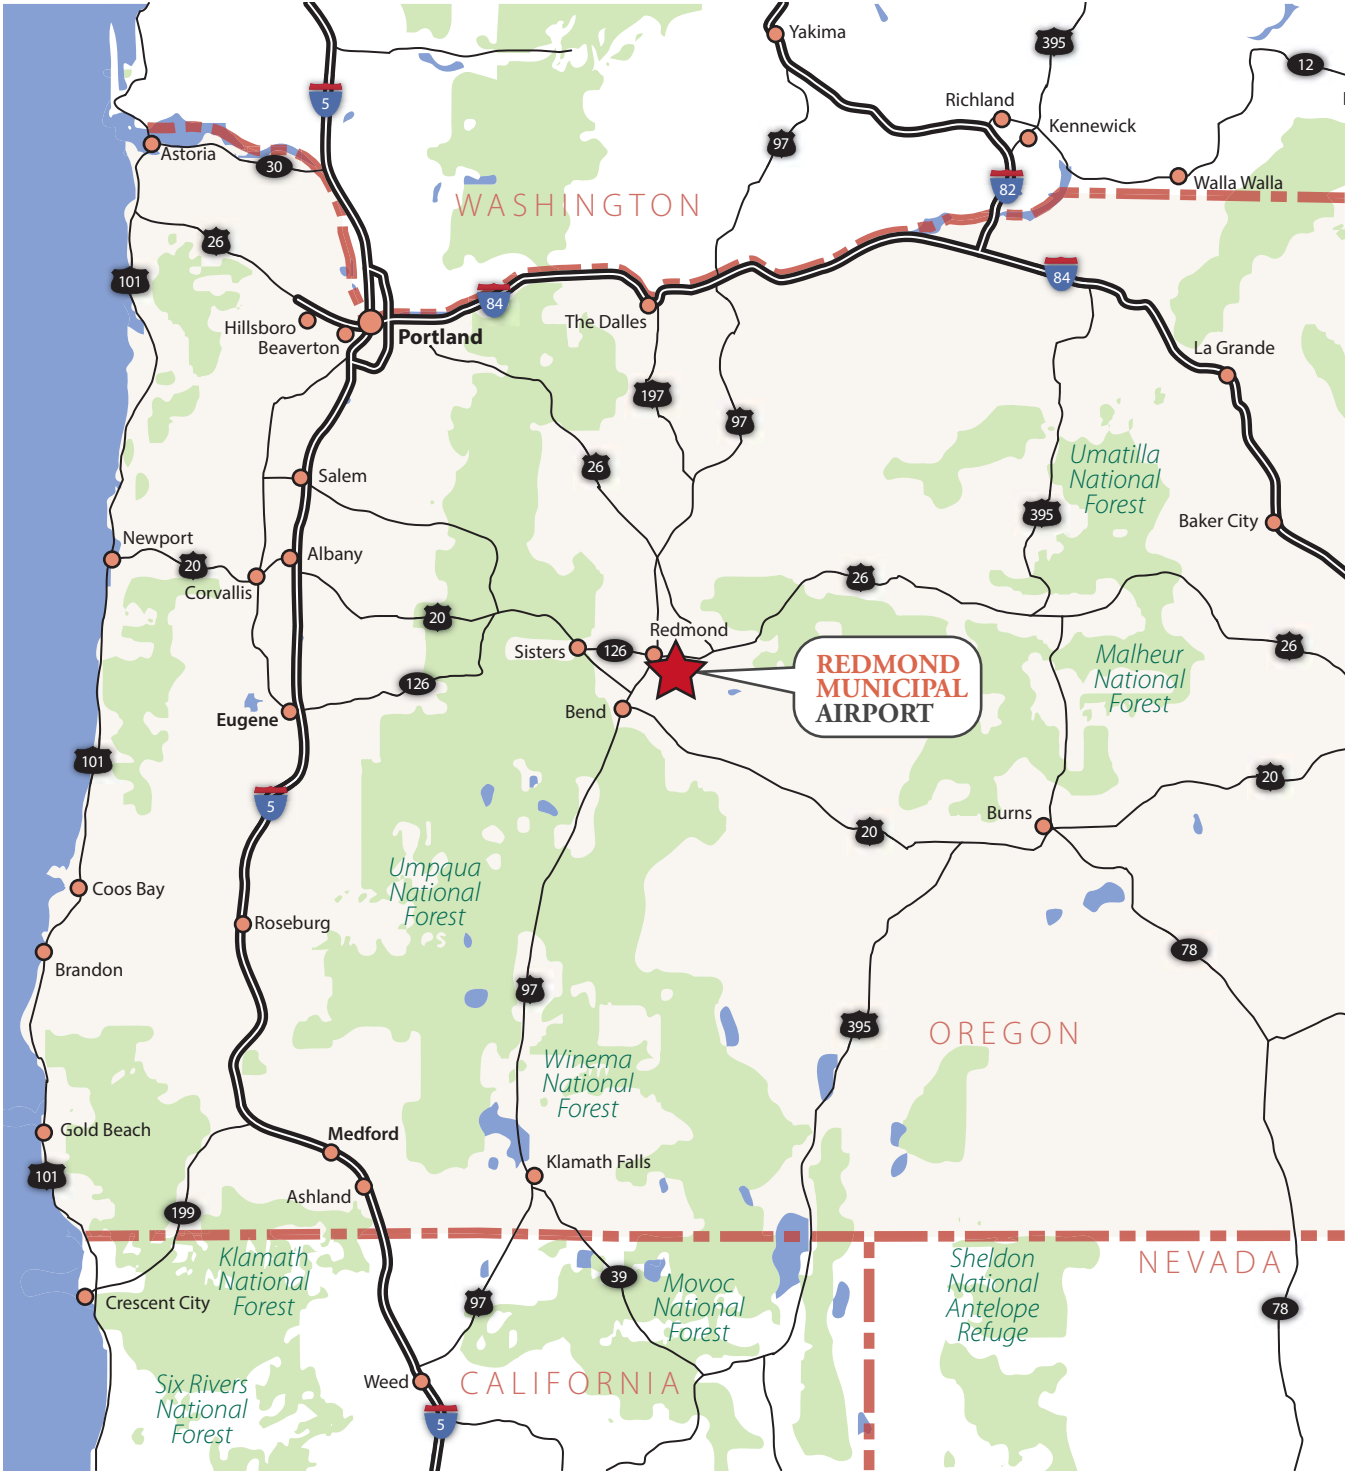 Yakima
395
12
5
Richland
Kennewick
97
Astoria
30
82
Walla Walla
WASHINGTON
26
101
84
84
The Dalles
Hillsboro
Beaverton
Portland
La Grande
197
97
26
Umatilla
National
Forest
Salem
395
Baker City
Newport
20
Albany
Corvallis
26
20
Redmond
Sisters
126
26
REDMOND
MUNICIPAL
AIRPORT
Malheur
National
Forest
126
Eugene
Bend
101
5
20
20
Burns
Umpqua
National
Forest
Coos Bay
Roseburg
78
Brandon
97
395
OREGON
Winema
National
Forest
Gold Beach
Medford
101
Klamath Falls
Ashland
199
Klamath
National
Forest
Sheldon
National
Antelope
Refuge
NEVADA
39
Movoc
National
Forest
Crescent City
97
78
Weed
CALIFORNIA
Six Rivers
National
Forest
5